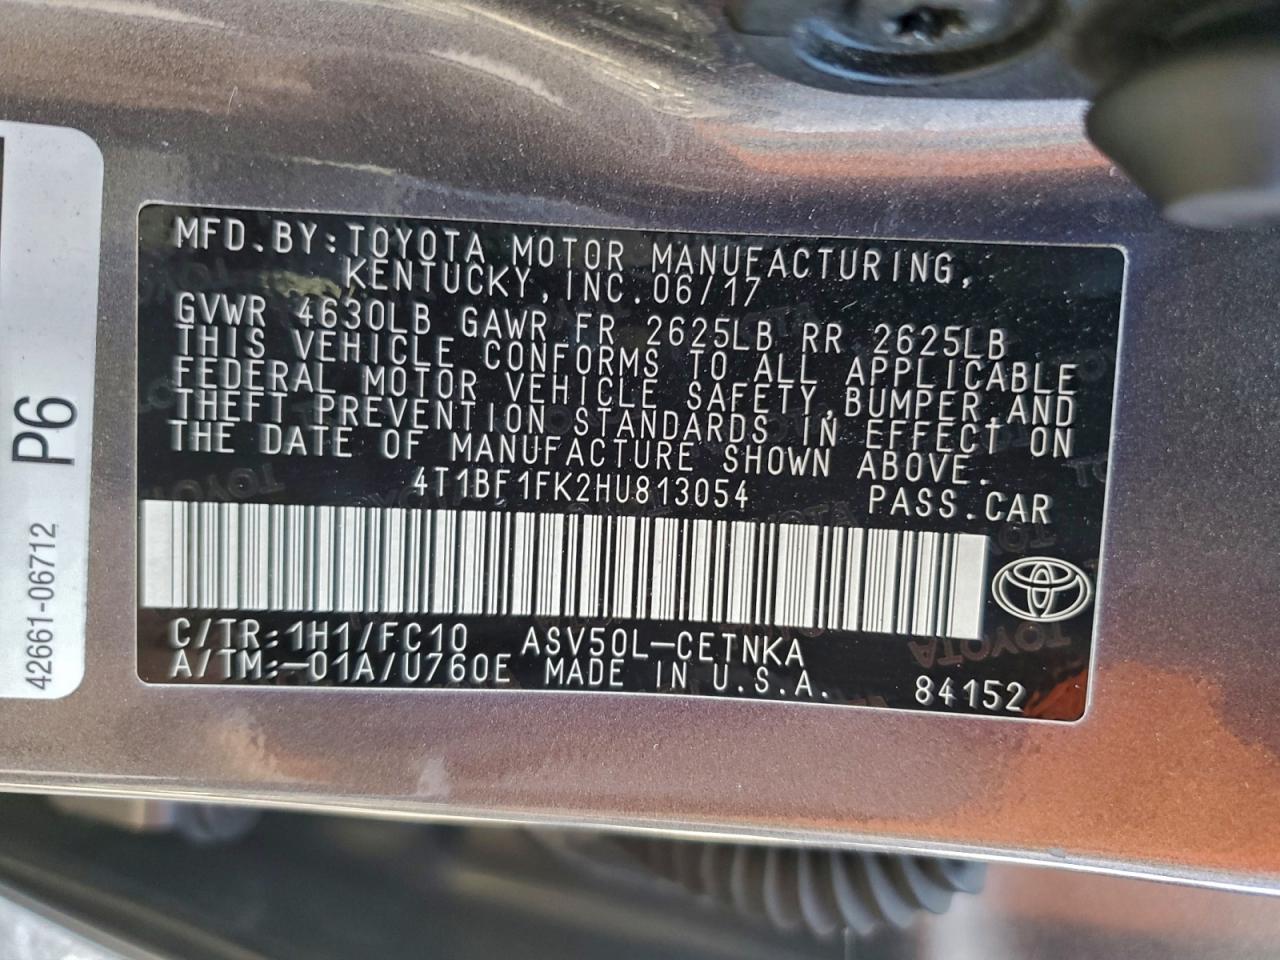 MFD.BY:TOYOTA MOTOR MANUFACTURING,
KENTUCKY,INC.06/17
GVWR 4630LB GAWR FR 2625LB RR 2625LB
THIS VEHICLE CONFORMS TO ALL APPLICABLE
FEDERAL MOTOR VEHICLE SAFETY,BUMPER,AND
THEFT PREVENTION STANDARDS IN EFFECT ON
THE DATE OF MANUFACTURE SHOWN ABOVE.
4T1BF1FK2HU813054 PASS.CAR
C/TR:1H1/FC10 ASV50L-CETNKA
A/TM:-01A/U760E MADE IN U.S.A. 84152
P6
42661-06712